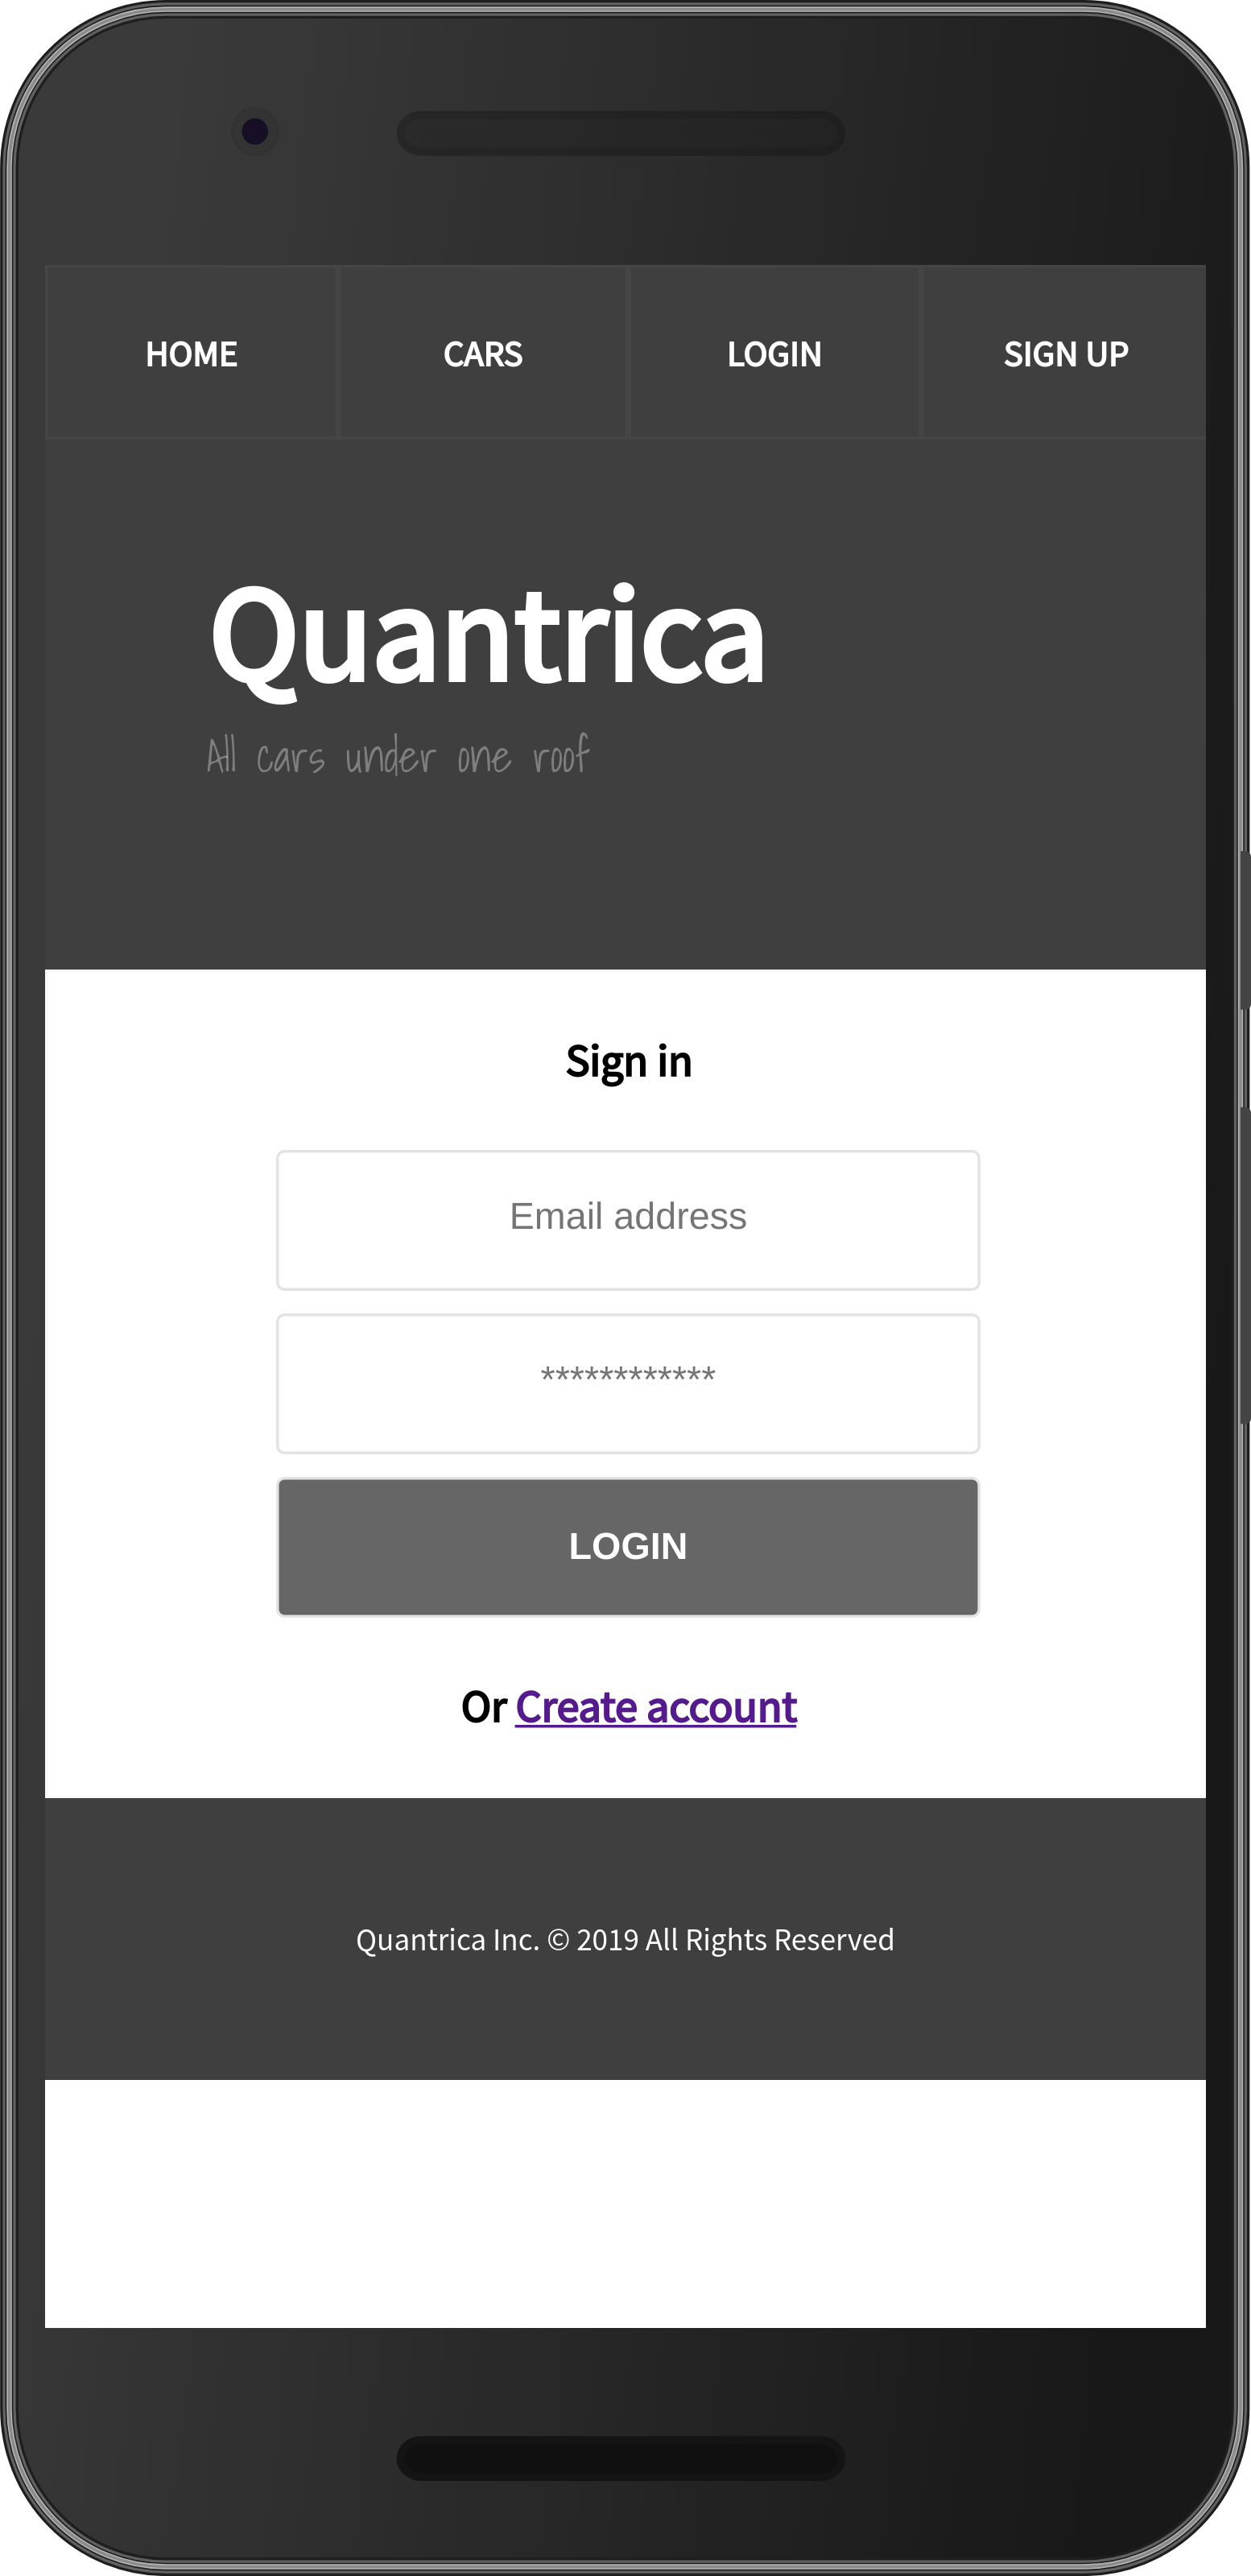 HOME CARS LOGIN SIGN UP
Quantrica
All cars under one roof
Sign in
Email address
************
LOGIN
Or Create account
Quantrica Inc. © 2019 All Rights Reserved